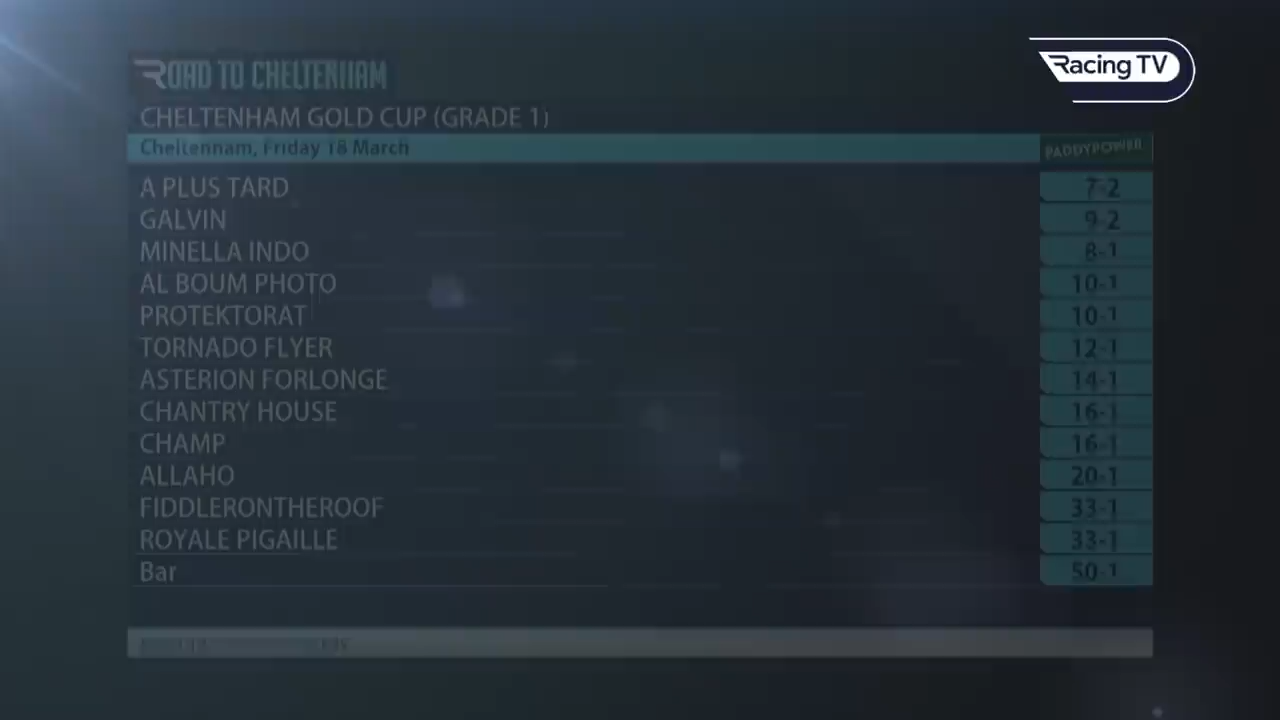 Racing TV
ROAD TO CHELTENHAM
CHELTENHAM GOLD CUP (GRADE 1)
Cheltenham, Friday 18 March PADDYPOWER
A PLUS TARD 7-2
GALVIN 9-2
MINELLA INDO 8-1
AL BOUM PHOTO 10-1
PROTEKTORAT 10-1
TORNADO FLYER 12-1
ASTERION FORLONGE 14-1
CHANTRY HOUSE 16-1
CHAMP 16-1
ALLAHO 20-1
FIDDLERONTHEROOF 33-1
ROYALE PIGAILLE 33-1
Bar 50-1